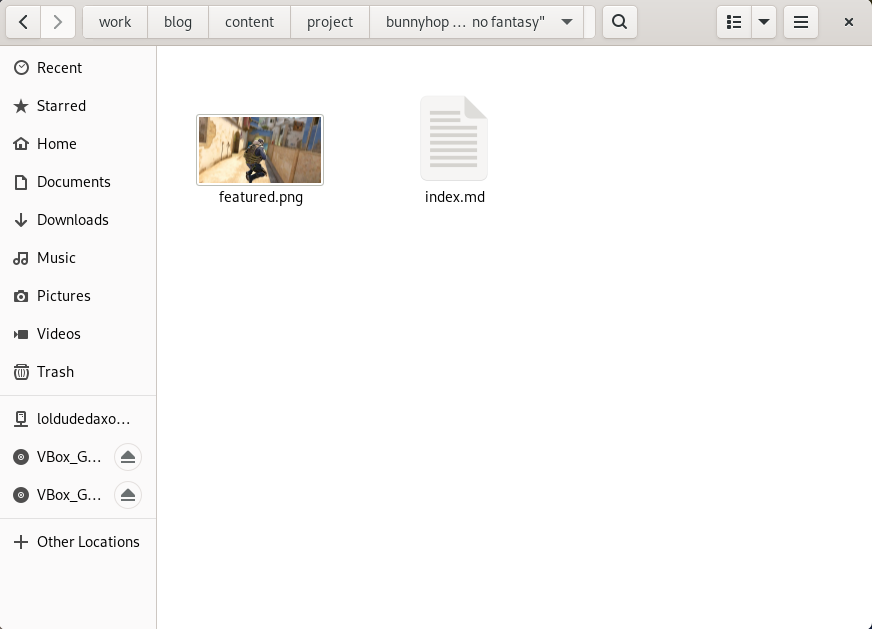 work
blog
content
project
bunnyhop ... no fantasy"
Recent
Starred
Home
Documents
Downloads
Music
Pictures
Videos
Trash
loldudedaxo...
VBox_G...
VBox_G...
Other Locations
featured.png
index.md